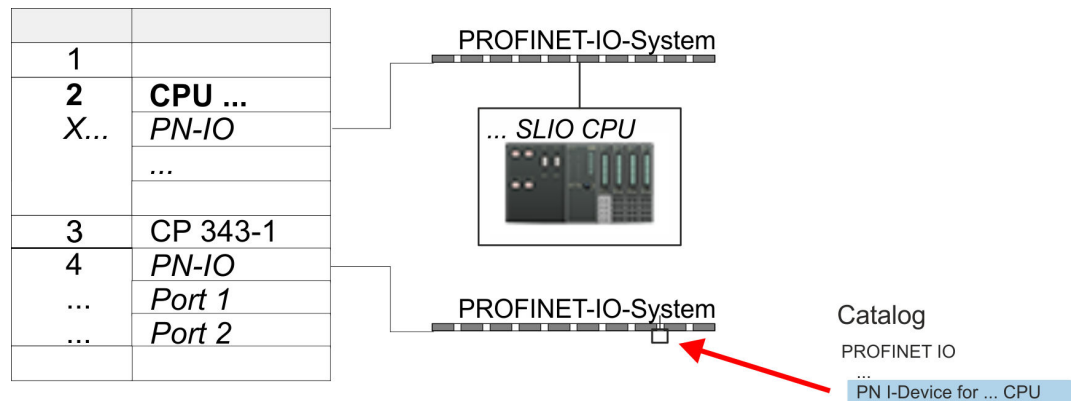 1
2 CPU ...
X... PN-IO
...
3 CP 343-1
4 PN-IO
... Port 1
... Port 2
PROFINET-IO-System
... SLIO CPU
PROFINET-IO-System
Catalog
PROFINET IO
...
PN I-Device for ... CPU